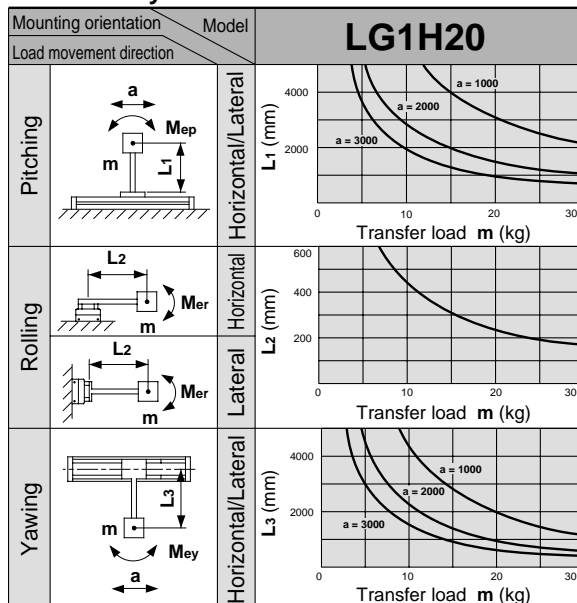 Mounting orientation
Model
Load movement direction
LG1H20
Pitching
a
Mep
m
L1
Horizontal/Lateral
L1 (mm)
4000
2000
a = 1000
a = 2000
a = 3000
0
10
20
30
Transfer load m (kg)
Rolling
L2
Mer
m
Horizontal
L2
Mer
m
Lateral
L2 (mm)
600
400
200
0
10
20
30
Transfer load m (kg)
Yawing
L3
m
Mey
a
Horizontal/Lateral
L3 (mm)
4000
2000
a = 1000
a = 2000
a = 3000
0
10
20
30
Transfer load m (kg)